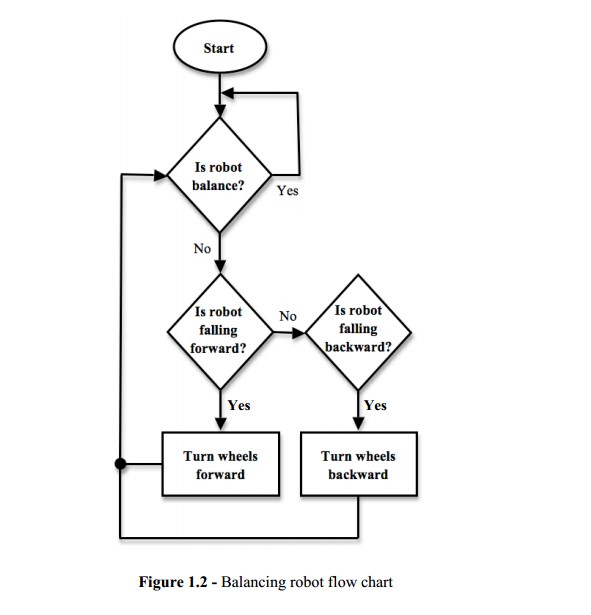 Start
Is robot
balance?
Yes
No
Is robot
falling
forward?
No
Is robot
falling
backward?
Yes
Yes
Turn wheels
forward
Turn wheels
backward
Figure 1.2 - Balancing robot flow chart